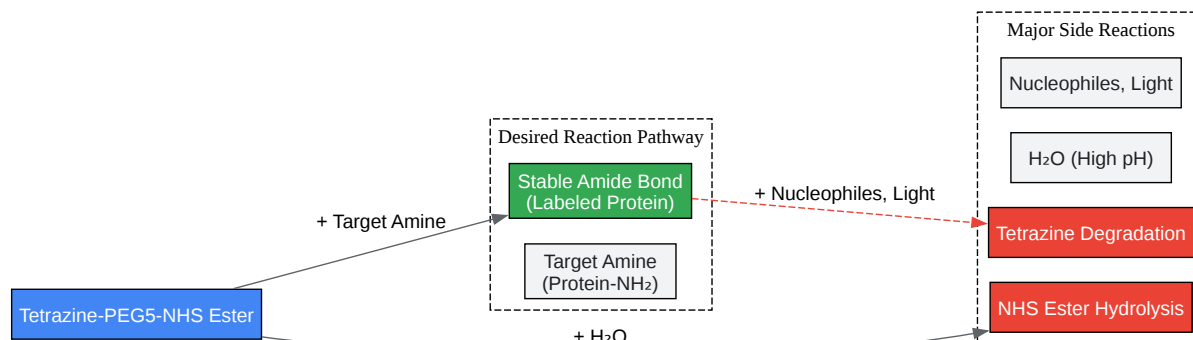 Major Side Reactions
Nucleophiles, Light
H₂O (High pH)
Desired Reaction Pathway
Stable Amide Bond
(Labeled Protein)
+ Nucleophiles, Light
+ Target Amine
Tetrazine Degradation
Target Amine
(Protein-NH₂)
Tetrazine-PEG5-NHS Ester
NHS Ester Hydrolysis
+ H₂O